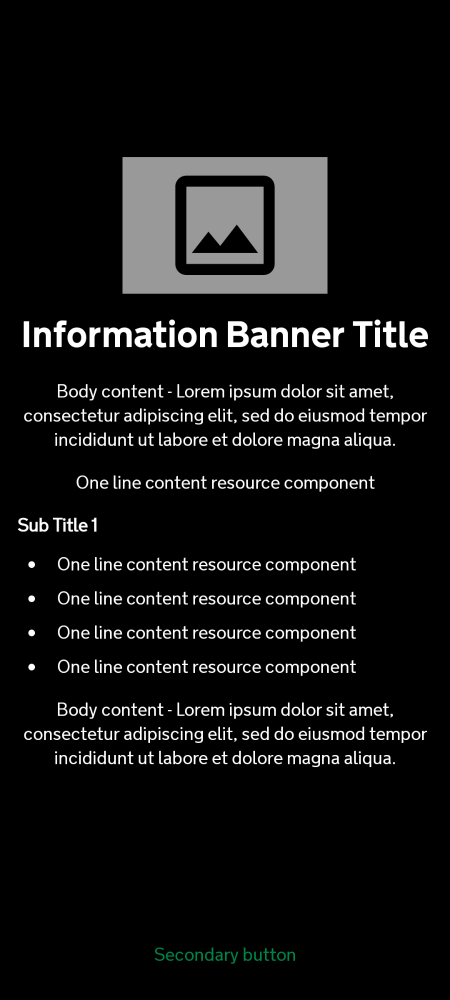 Information Banner Title
Body content - Lorem ipsum dolor sit amet,
consectetur adipiscing elit, sed do eiusmod tempor
incididunt ut labore et dolore magna aliqua.
One line content resource component
Sub Title 1
• One line content resource component
• One line content resource component
• One line content resource component
• One line content resource component
Body content - Lorem ipsum dolor sit amet,
consectetur adipiscing elit, sed do eiusmod tempor
incididunt ut labore et dolore magna aliqua.
Secondary button